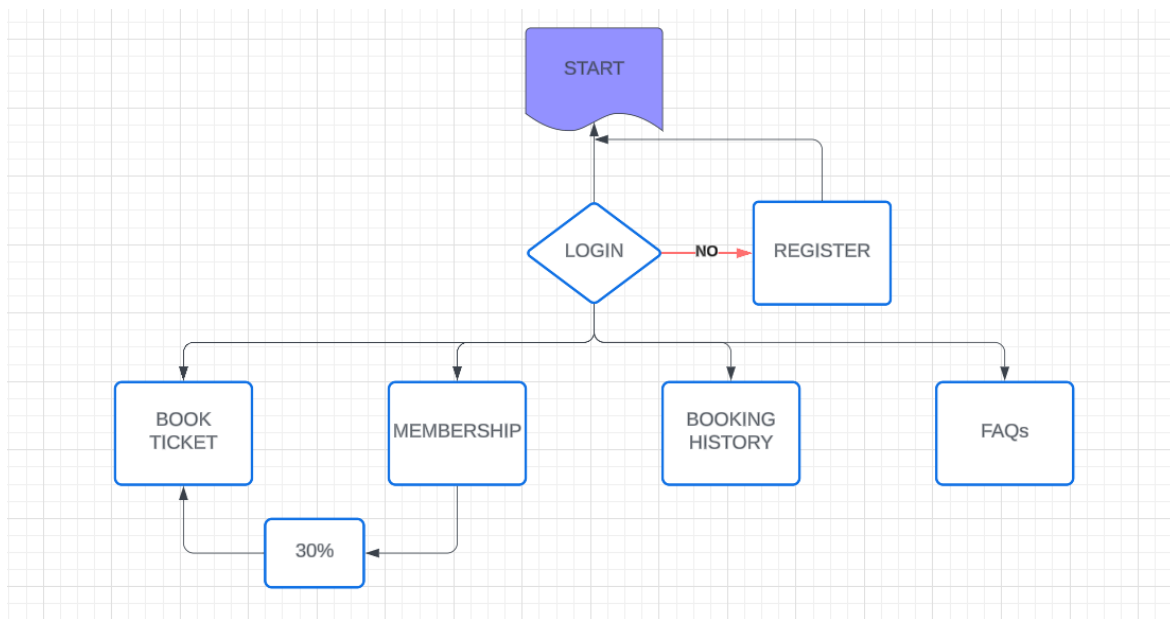 START
LOGIN
NO
REGISTER
BOOK
TICKET
MEMBERSHIP
BOOKING
HISTORY
FAQs
30%